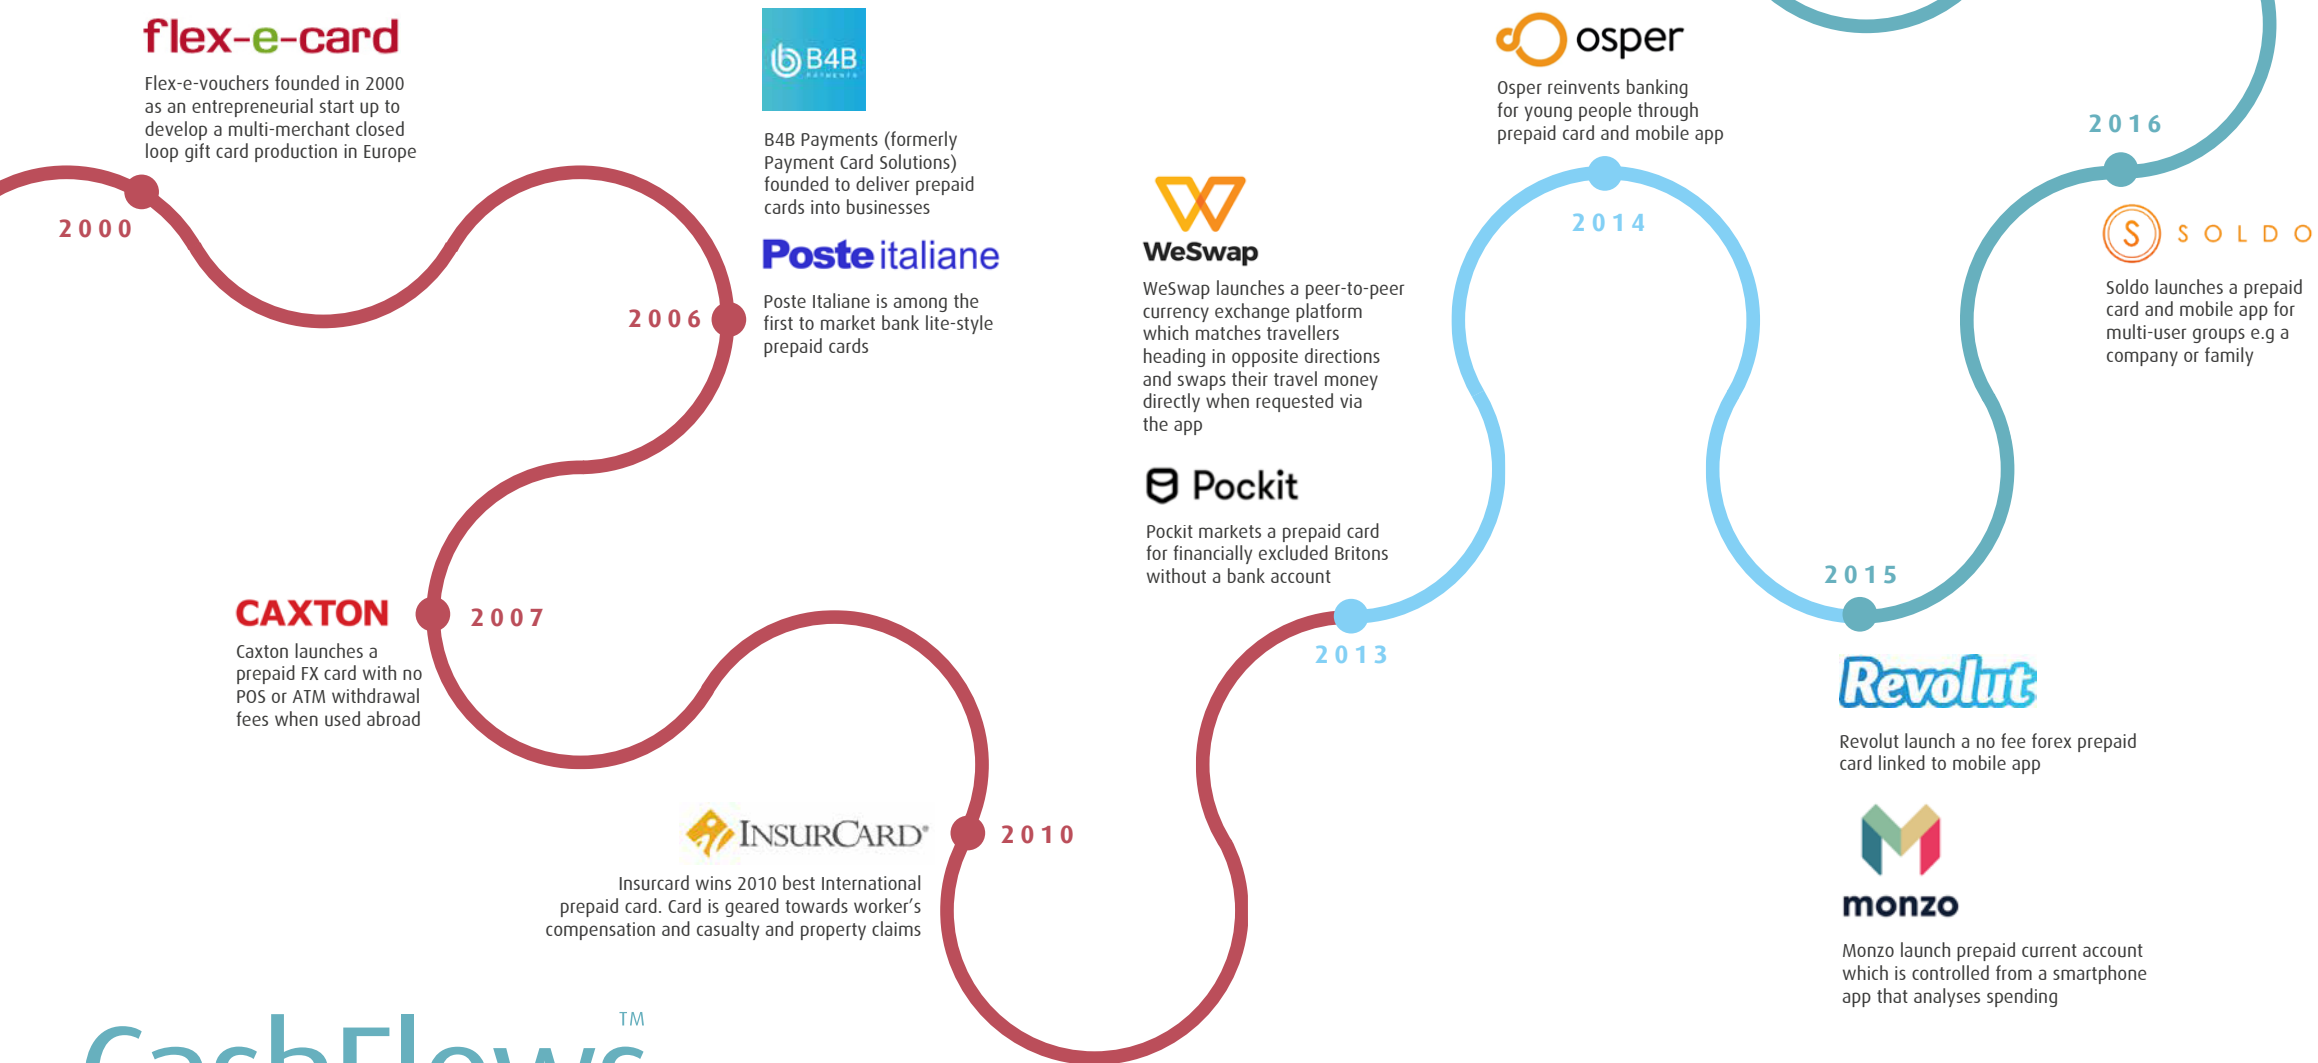 flex-e-card
Flex-e-vouchers founded in 2000
as an entrepreneurial start up to
develop a multi-merchant closed
loop gift card production in Europe
2000
B4B
PAYMENTS
B4B Payments (formerly
Payment Card Solutions)
founded to deliver prepaid
cards into businesses
Poste italiane
Poste Italiane is among the
first to market bank lite-style
prepaid cards
2006
CAXTON
Caxton launches a
prepaid FX card with no
POS or ATM withdrawal
fees when used abroad
2007
INSURCARD®
Insurcard wins 2010 best International
prepaid card. Card is geared towards worker’s
compensation and casualty and property claims
2010
WeSwap
WeSwap launches a peer-to-peer
currency exchange platform
which matches travellers
heading in opposite directions
and swaps their travel money
directly when requested via
the app
Pockit
Pockit markets a prepaid card
for financially excluded Britons
without a bank account
2013
osper
Osper reinvents banking
for young people through
prepaid card and mobile app
2014
2015
Revolut
Revolut launch a no fee forex prepaid
card linked to mobile app
monzo
Monzo launch prepaid current account
which is controlled from a smartphone
app that analyses spending
2016
S SOLDO
Soldo launches a prepaid
card and mobile app for
multi-user groups e.g a
company or family
CashFlows™